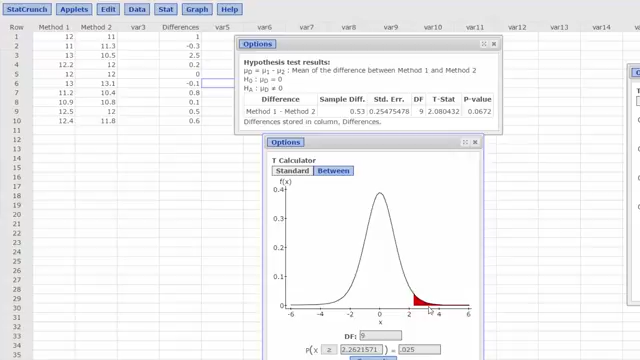 StatCrunch Applets Edit Data Stat Graph Help
Row Method 1 Method 2 var3 Differences var5 var6 var7 var8 var9 var10 var11 var12 var13
1 12 11 1
2 11 11.3 -0.3
3 13 10.5 2.5
4 12.2 12 0.2
5 12 12 0
6 13 13.1 -0.1
7 11.2 10.4 0.8
8 10.9 10.8 0.1
9 12.5 12 0.5
10 12.4 11.8 0.6
11
12
13
14
15
16
17
18
19
20
21
22
23
24
25
26
27
28
29
30
31
32
33
34
35
Options
Hypothesis test results:
μD = μ1 - μ2 : Mean of the difference between Method 1 and Method 2
H0 : μD = 0
HA : μD ≠ 0
Difference Sample Diff. Std. Err. DF T-Stat P-value
Method 1 - Method 2 0.53 0.25475478 9 2.080432 0.0672
Differences stored in column, Differences.
Options
T Calculator
Standard Between
f(x)
0.4
0.3
0.2
0.1
0
-6 -4 -2 0 2 4 6
x
DF: 9
P(X ≥ 2.2621571) = .025